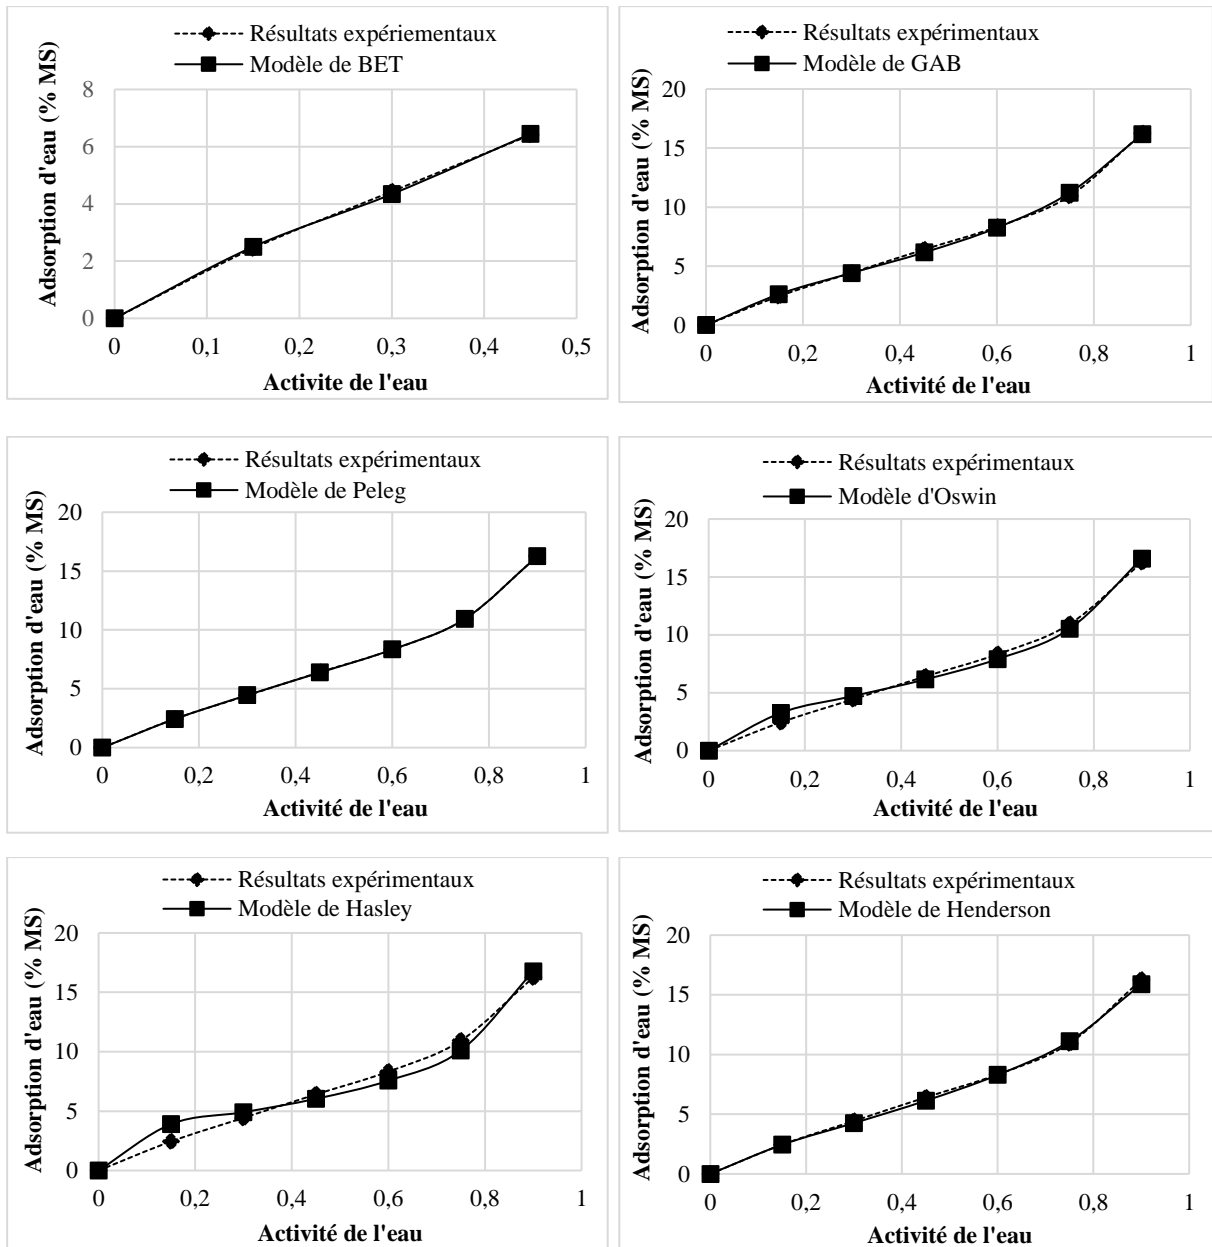 Résultats expériementaux
Modèle de BET
Adsorption d'eau (% MS)
8
6
4
2
0
0 0,1 0,2 0,3 0,4 0,5
Activite de l'eau
Résultats expérimentaux
Modèle de GAB
Adsorption d'eau (% MS)
20
15
10
5
0
0 0,2 0,4 0,6 0,8 1
Activité de l'eau
Résultats expérimentaux
Modèle de Peleg
Adsorption d'eau (% MS)
20
15
10
5
0
0 0,2 0,4 0,6 0,8 1
Activité de l'eau
Résultats expérimentaux
Modèle d'Oswin
Adsorption d'eau (% MS)
20
15
10
5
0
0 0,2 0,4 0,6 0,8 1
Activité de l'eau
Résultats expérimentaux
Modèle de Hasley
Adsorption d'eau (% MS)
20
15
10
5
0
0 0,2 0,4 0,6 0,8 1
Activité de l'eau
Résultats expérimentaux
Modèle de Henderson
Adsorption d'eau (% MS)
20
15
10
5
0
0 0,2 0,4 0,6 0,8 1
Activité de l'eau